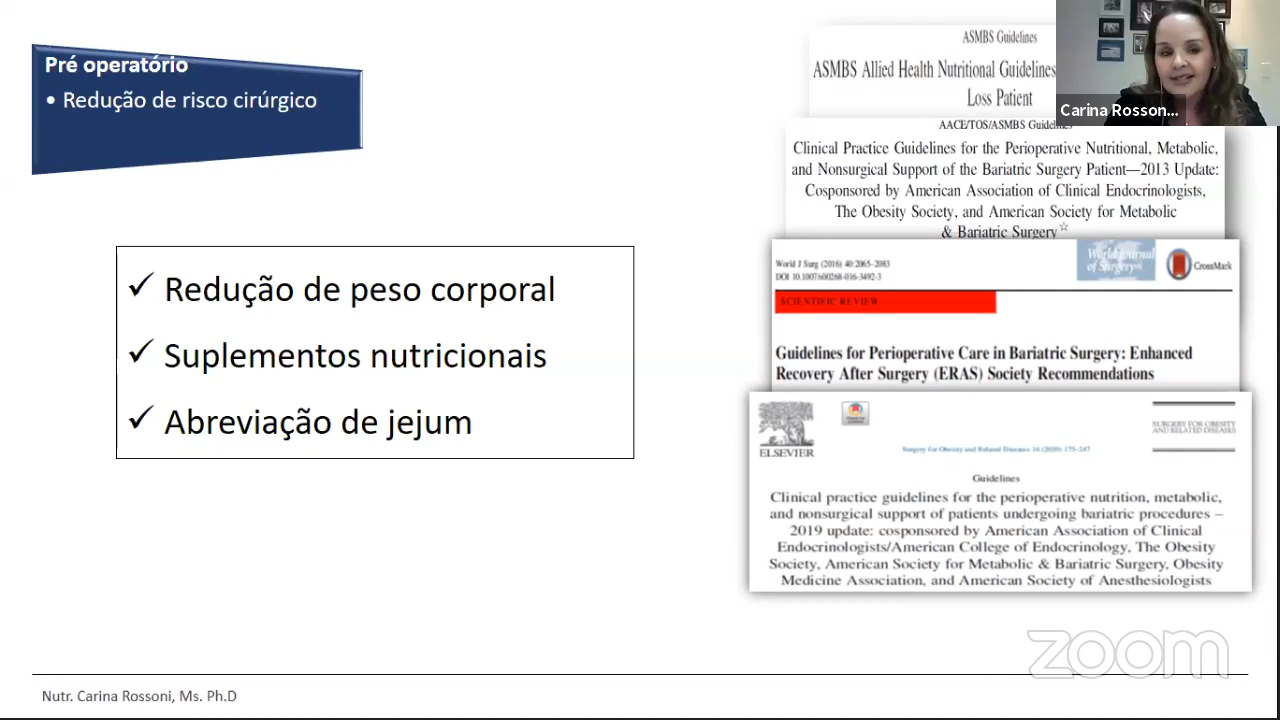 Pré operatório
• Redução de risco cirúrgico
✓ Redução de peso corporal
✓ Suplementos nutricionais
✓ Abreviação de jejum
ASMBS Guidelines
ASMBS Allied Health Nutritional Guidelines
Loss Patient
Carina Rosson...
AACE/TOS/ASMBS Guidelines
Clinical Practice Guidelines for the Perioperative Nutritional, Metabolic,
and Nonsurgical Support of the Bariatric Surgery Patient—2013 Update:
Cosponsored by American Association of Clinical Endocrinologists,
The Obesity Society, and American Society for Metabolic
& Bariatric Surgery☆
World J Surg (2016) 40:2065–2083
DOI 10.1007/s00268-016-3492-3
World Journal
of Surgery
CrossMark
SCIENTIFIC REVIEW
Guidelines for Perioperative Care in Bariatric Surgery: Enhanced
Recovery After Surgery (ERAS) Society Recommendations
ELSEVIER
SURGERY FOR OBESITY
AND RELATED DISEASES
Surgery for Obesity and Related Diseases 16 (2020) 175–247
Guidelines
Clinical practice guidelines for the perioperative nutrition, metabolic,
and nonsurgical support of patients undergoing bariatric procedures –
2019 update: cosponsored by American Association of Clinical
Endocrinologists/American College of Endocrinology, The Obesity
Society, American Society for Metabolic & Bariatric Surgery, Obesity
Medicine Association, and American Society of Anesthesiologists
zoom
Nutr. Carina Rossoni, Ms. Ph.D